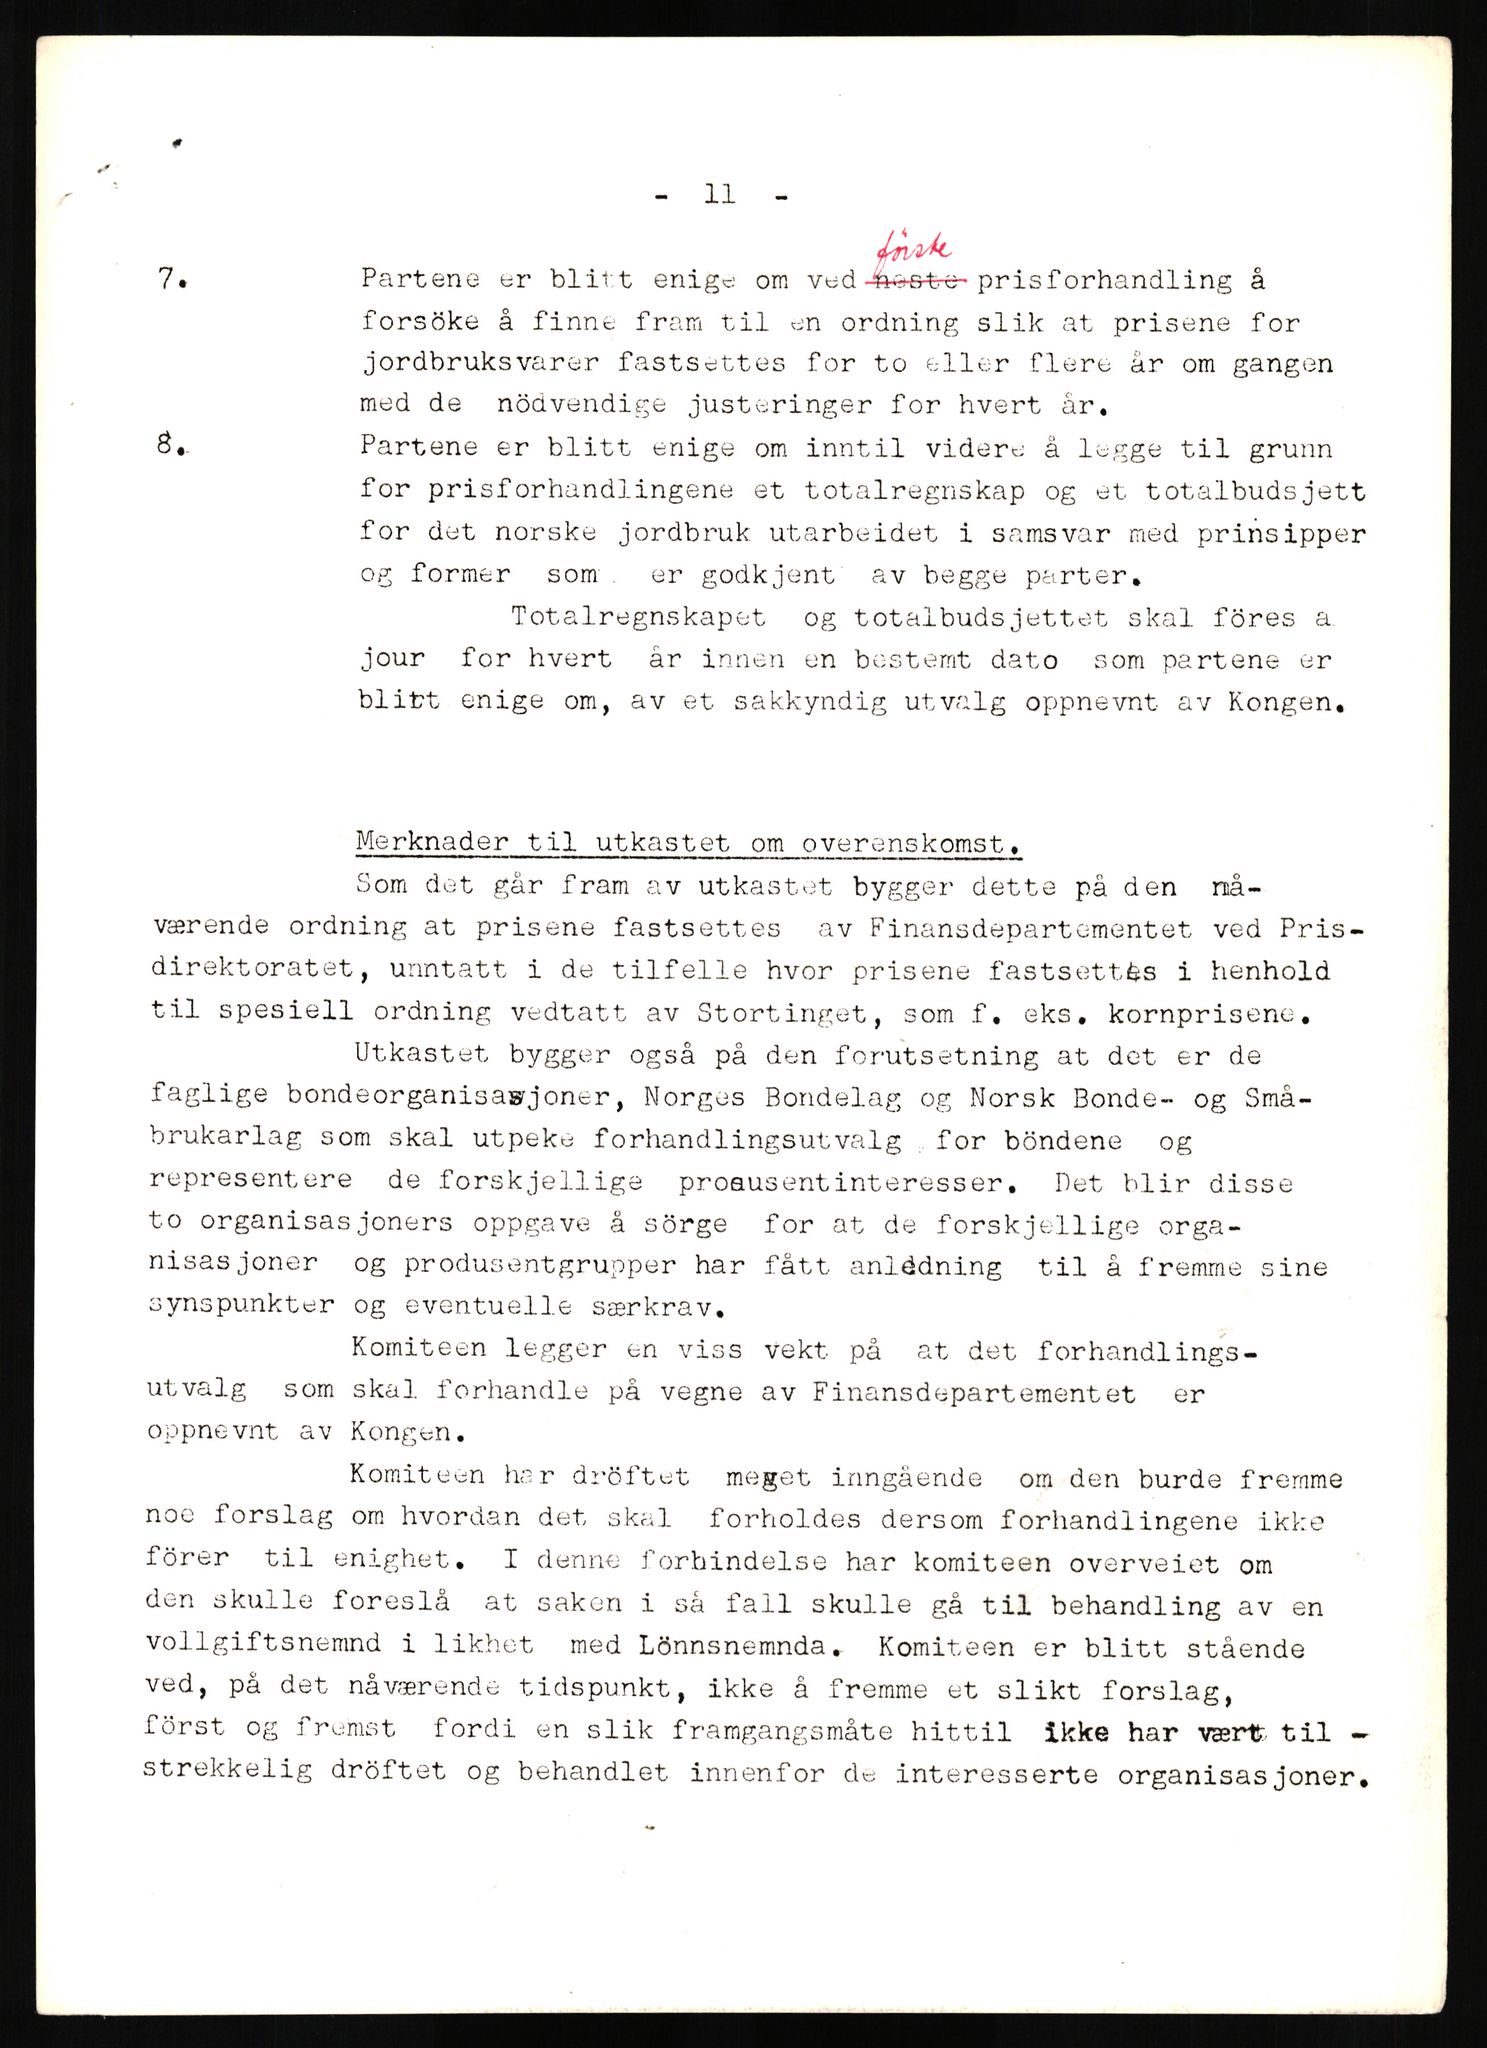 - 11 -
förste
7. Partene er blitt enige om ved neste prisforhandling å
forsöke å finne fram til en ordning slik at prisene for
jordbruksvarer fastsettes for to eller flere år om gangen
med de nödvendige justeringer for hvert år.
8. Partene er blitt enige om inntil videre å legge til grunn
for prisforhandlingene et totalregnskap og et totalbudsjett
for det norske jordbruk utarbeidet i samsvar med prinsipper
og former som er godkjent av begge parter.
Totalregnskapet og totalbudsjettet skal föres a
jour for hvert år innen en bestemt dato som partene er
blitt enige om, av et sakkyndig utvalg oppnevnt av Kongen.
Merknader til utkastet om overenskomst.
Som det går fram av utkastet bygger dette på den nå-
værende ordning at prisene fastsettes av Finansdepartementet ved Pris-
direktoratet, unntatt i de tilfelle hvor prisene fastsettes i henhold
til spesiell ordning vedtatt av Stortinget, som f. eks. kornprisene.
Utkastet bygger også på den forutsetning at det er de
faglige bondeorganisasjoner, Norges Bondelag og Norsk Bonde- og Små-
brukarlag som skal utpeke forhandlingsutvalg for böndene og
representere de forskjellige produsentinteresser. Det blir disse
to organisasjoners oppgave å sörge for at de forskjellige orga-
nisasjoner og produsentgrupper har fått anledning til å fremme sine
synspunkter og eventuelle særkrav.
Komiteen legger en viss vekt på at det forhandlings-
utvalg som skal forhandle på vegne av Finansdepartementet er
oppnevnt av Kongen.
Komiteen har dröftet meget inngående om den burde fremme
noe forslag om hvordan det skal forholdes dersom forhandlingene ikke
förer til enighet. I denne forbindelse har komiteen overveiet om
den skulle foreslå at saken i så fall skulle gå til behandling av en
vollgiftsnemnd i likhet med Lönnsnemnda. Komiteen er blitt stående
ved, på det nåværende tidspunkt, ikke å fremme et slikt forslag,
först og fremst fordi en slik framgangsmåte hittil ikke har vært til -
strekkelig dröftet og behandlet innenfor de interesserte organisasjoner.